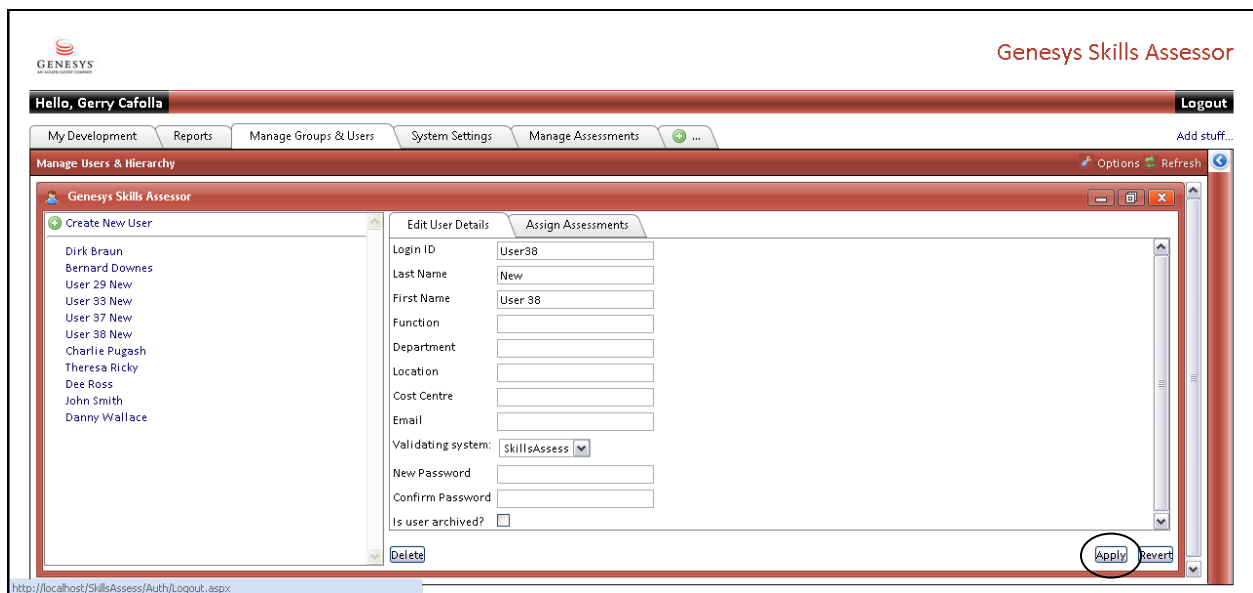 GENESYS
AN ALCATEL-LUCENT COMPANY
Genesys Skills Assessor
Hello, Gerry Cafolla
Logout
My Development Reports Manage Groups & Users System Settings Manage Assessments ...
Add stuff...
Manage Users & Hierarchy
Options Refresh
Genesys Skills Assessor
Create New User
Dirk Braun
Bernard Downes
User 29 New
User 33 New
User 37 New
User 38 New
Charlie Pugash
Theresa Ricky
Dee Ross
John Smith
Danny Wallace
Edit User Details Assign Assessments
Login ID User38
Last Name New
First Name User 38
Function
Department
Location
Cost Centre
Email
Validating system: SkillsAssess
New Password
Confirm Password
Is user archived?
Delete
Apply Revert
http://localhost/SkillsAssess/Auth/Logout.aspx